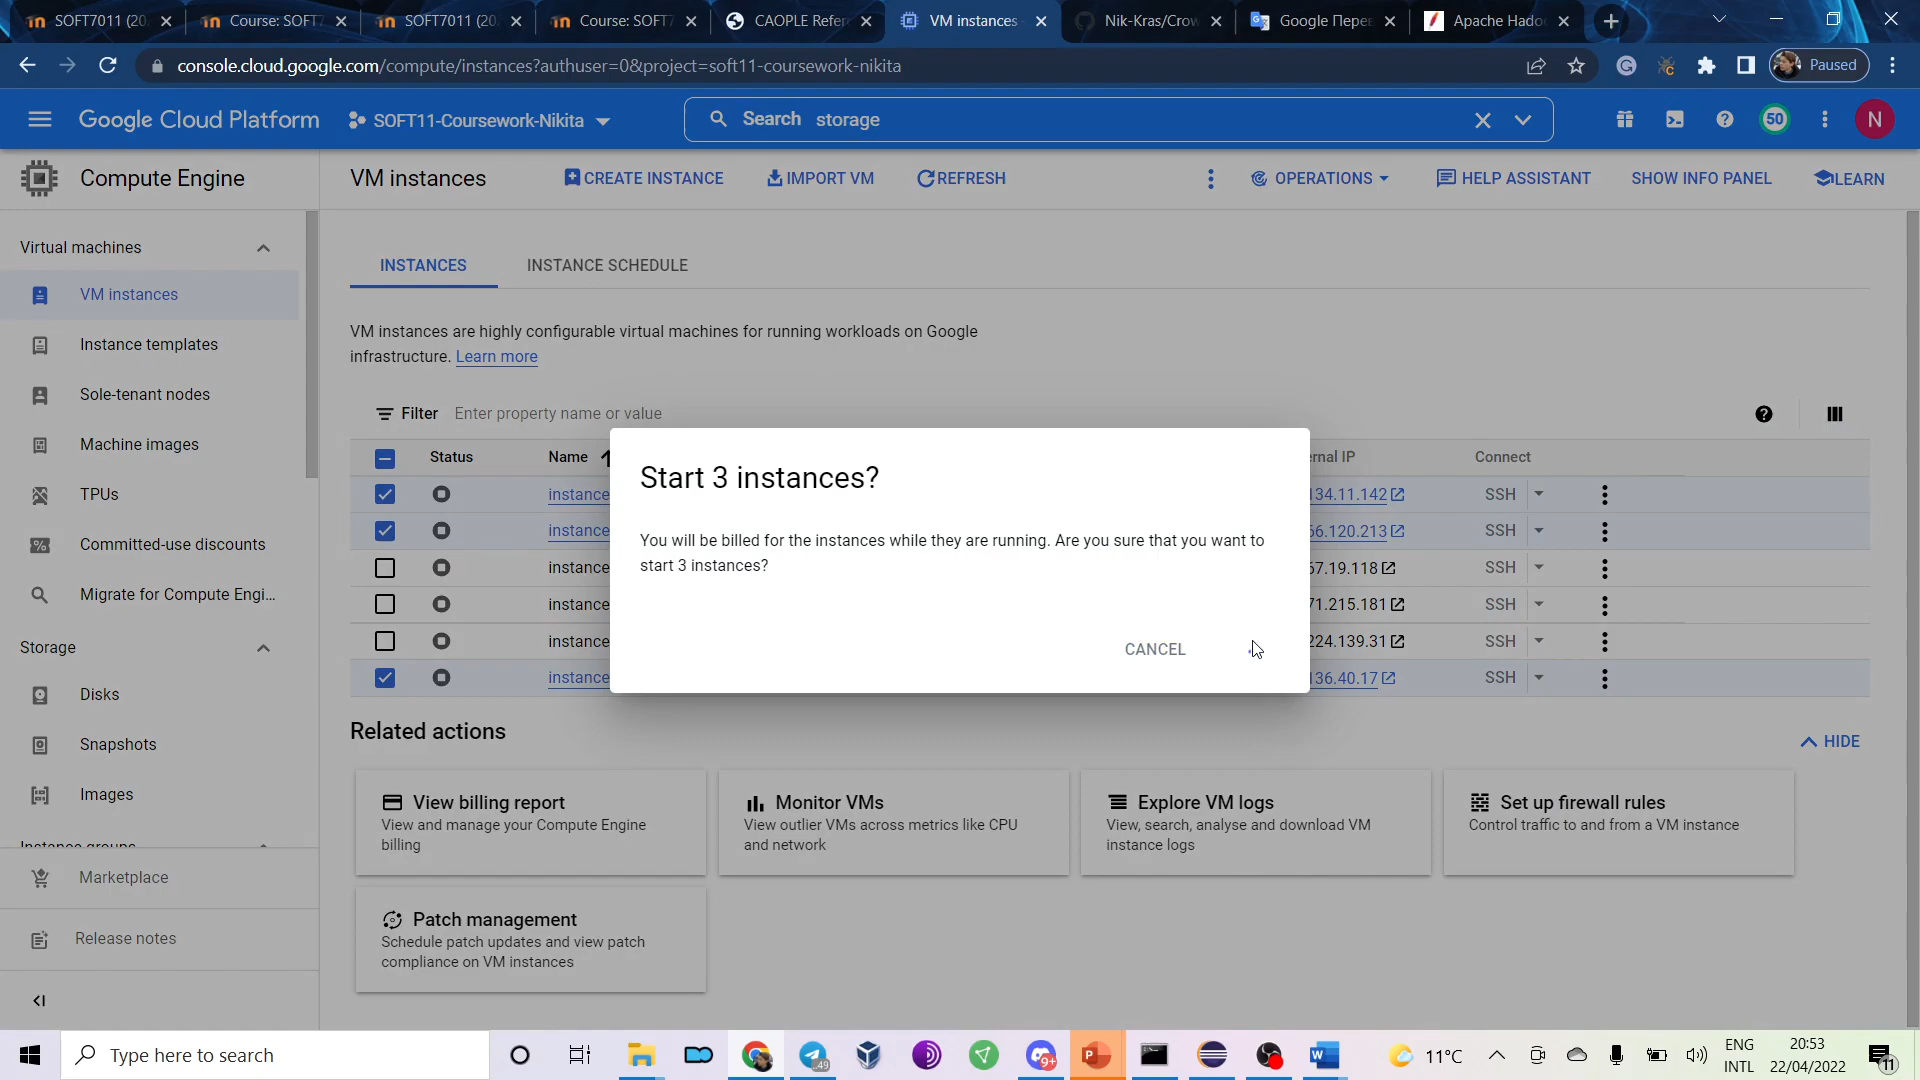 SOFT7011 (20
Course: SOFT7
SOFT7011 (20
Course: SOFT7
CAOPLE Refer
VM instances
Nik-Kras/Crow
Google Пере
Apache Hado
console.cloud.google.com/compute/instances?authuser=0&project=soft11-coursework-nikita
Paused
Google Cloud Platform
SOFT11-Coursework-Nikita
Search storage
50
N
Compute Engine
VM instances
CREATE INSTANCE
IMPORT VM
REFRESH
OPERATIONS
HELP ASSISTANT
SHOW INFO PANEL
LEARN
Virtual machines
VM instances
Instance templates
Sole-tenant nodes
Machine images
TPUs
Committed-use discounts
Migrate for Compute Engi...
Storage
Disks
Snapshots
Images
Instance groups
Marketplace
Release notes
INSTANCES
INSTANCE SCHEDULE
VM instances are highly configurable virtual machines for running workloads on Google
infrastructure. Learn more
Filter Enter property name or value
Status Name rnal IP Connect
instance 134.11.142 SSH
instance 66.120.213 SSH
instance 67.19.118 SSH
instance 71.215.181 SSH
instance 224.139.31 SSH
instance 136.40.17 SSH
Start 3 instances?
You will be billed for the instances while they are running. Are you sure that you want to
start 3 instances?
CANCEL
Related actions
HIDE
View billing report
View and manage your Compute Engine
billing
Monitor VMs
View outlier VMs across metrics like CPU
and network
Explore VM logs
View, search, analyse and download VM
instance logs
Set up firewall rules
Control traffic to and from a VM instance
Patch management
Schedule patch updates and view patch
compliance on VM instances
Type here to search
49
9+
11°C
ENG
INTL
20:53
22/04/2022
11